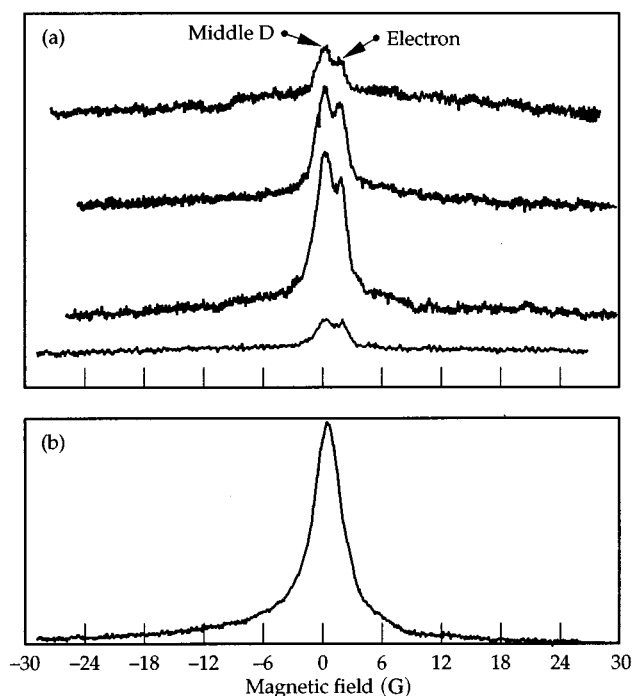 (a)
Middle D
Electron
(b)
–30 –24 –18 –12 –6 0 6 12 18 24 30
Magnetic field (G)